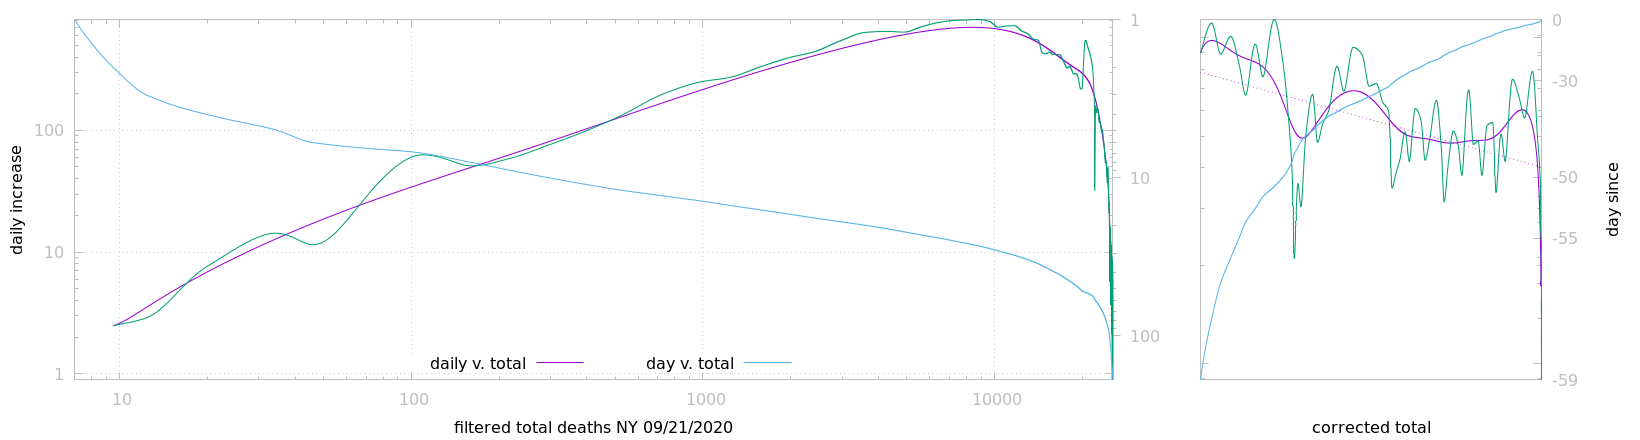 daily increase
100
10
1
10
100
1000
10000
1
10
100
daily v. total
day v. total
filtered total deaths NY 09/21/2020
0
-30
-50
-55
-59
day since
corrected total